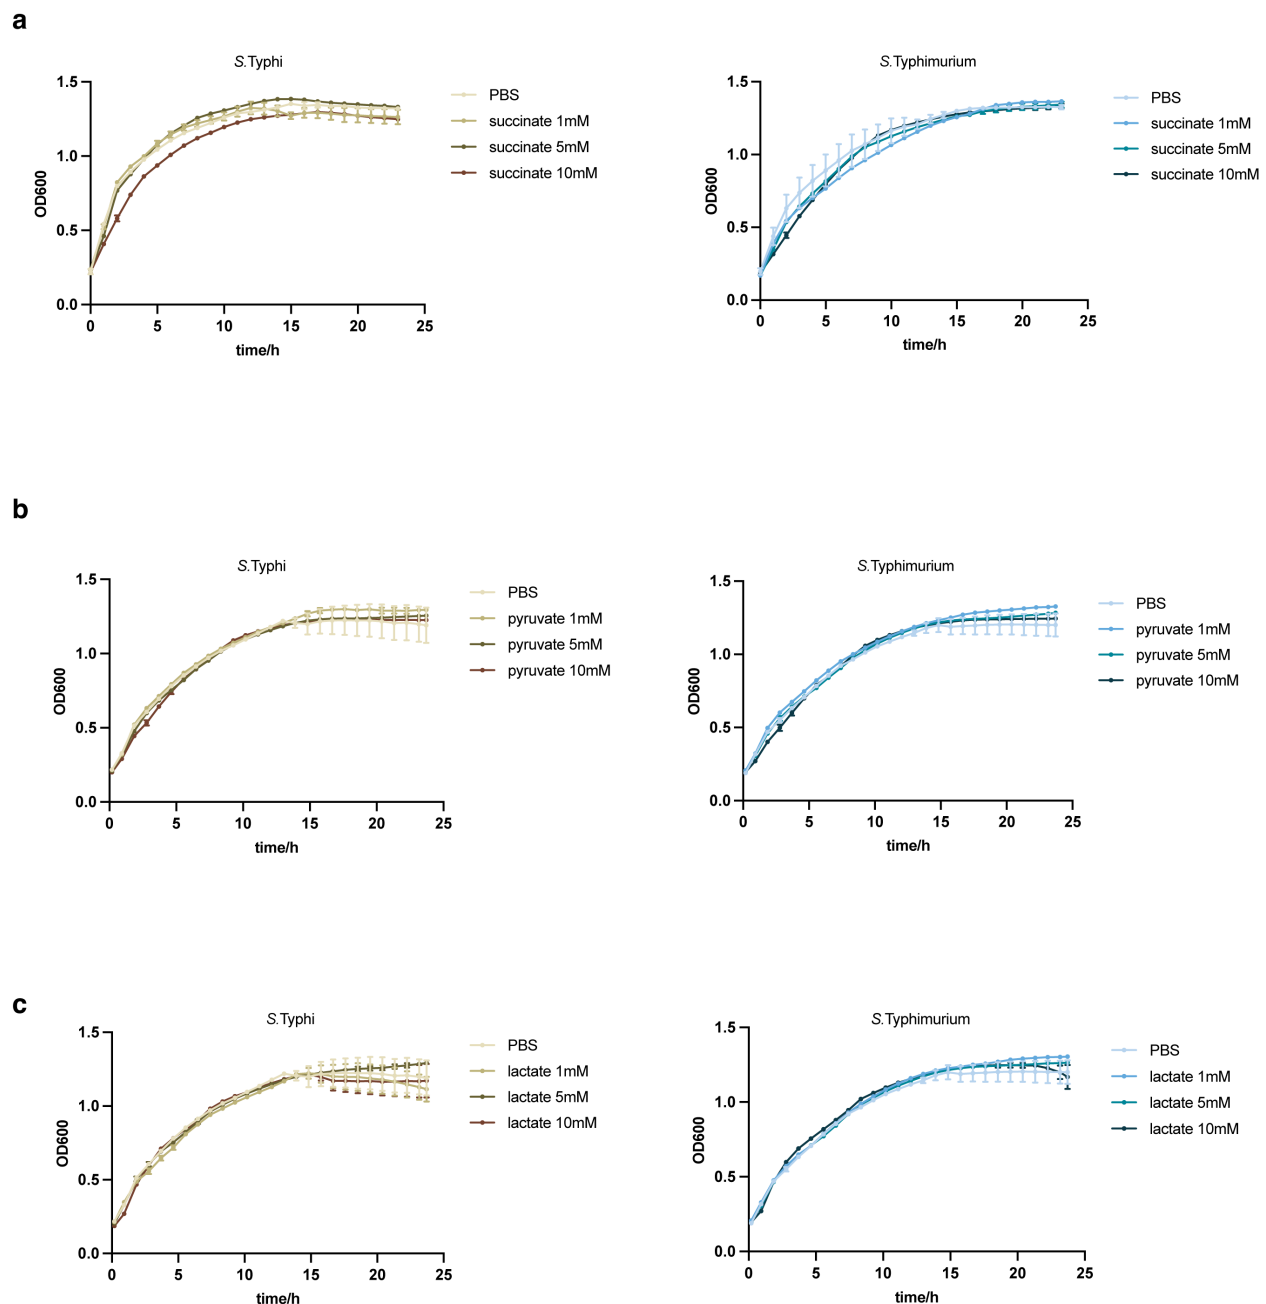 a
S.Typhi
1.5
1.0
0.5
0.0
OD600
0 5 10 15 20 25
time/h
PBS
succinate 1mM
succinate 5mM
succinate 10mM
S.Typhimurium
1.5
1.0
0.5
0.0
OD600
0 5 10 15 20 25
time/h
PBS
succinate 1mM
succinate 5mM
succinate 10mM
b
S.Typhi
1.5
1.0
0.5
0.0
OD600
0 5 10 15 20 25
time/h
PBS
pyruvate 1mM
pyruvate 5mM
pyruvate 10mM
S.Typhimurium
1.5
1.0
0.5
0.0
OD600
0 5 10 15 20 25
time/h
PBS
pyruvate 1mM
pyruvate 5mM
pyruvate 10mM
c
S.Typhi
1.5
1.0
0.5
0.0
OD600
0 5 10 15 20 25
time/h
PBS
lactate 1mM
lactate 5mM
lactate 10mM
S.Typhimurium
1.5
1.0
0.5
0.0
OD600
0 5 10 15 20 25
time/h
PBS
lactate 1mM
lactate 5mM
lactate 10mM